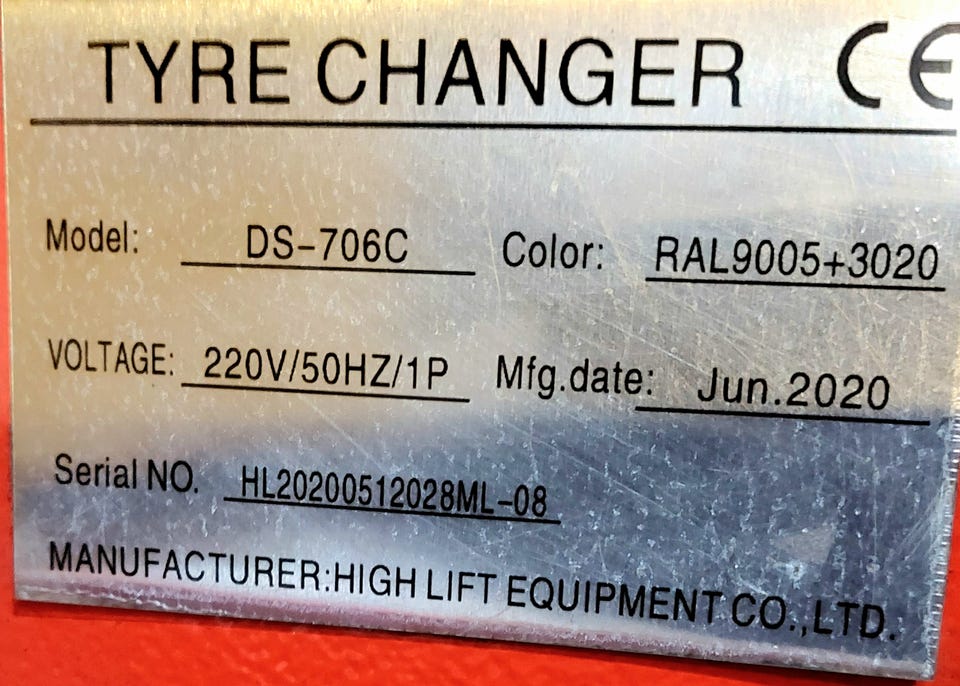 TYRE CHANGER CE
Model: DS-706C Color: RAL9005+3020
VOLTAGE: 220V/50HZ/1P Mfg.date: Jun.2020
Serial NO. HL20200512028ML-08
MANUFACTURER:HIGH LIFT EQUIPMENT CO.,LTD.